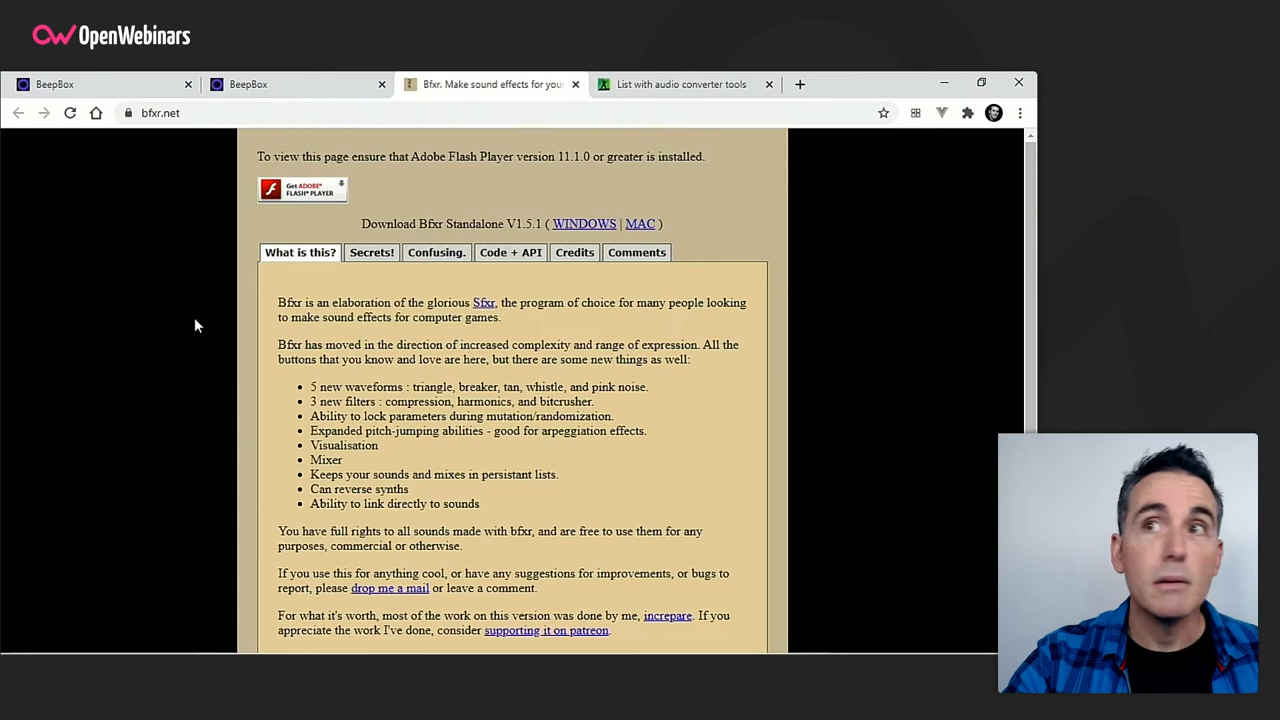 OpenWebinars
BeepBox
BeepBox
Bfxr. Make sound effects for your
List with audio converter tools
bfxr.net
To view this page ensure that Adobe Flash Player version 11.1.0 or greater is installed.
Get ADOBE®
FLASH® PLAYER
Download Bfxr Standalone V1.5.1 ( WINDOWS | MAC )
What is this?
Secrets!
Confusing.
Code + API
Credits
Comments
Bfxr is an elaboration of the glorious Sfxr, the program of choice for many people looking
to make sound effects for computer games.
Bfxr has moved in the direction of increased complexity and range of expression. All the
buttons that you know and love are here, but there are some new things as well:
• 5 new waveforms : triangle, breaker, tan, whistle, and pink noise.
• 3 new filters : compression, harmonics, and bitcrusher.
• Ability to lock parameters during mutation/randomization.
• Expanded pitch-jumping abilities - good for arpeggiation effects.
• Visualisation
• Mixer
• Keeps your sounds and mixes in persistant lists.
• Can reverse synths
• Ability to link directly to sounds
You have full rights to all sounds made with bfxr, and are free to use them for any
purposes, commercial or otherwise.
If you use this for anything cool, or have any suggestions for improvements, or bugs to
report, please drop me a mail or leave a comment.
For what it's worth, most of the work on this version was done by me, increpare. If you
appreciate the work I've done, consider supporting it on patreon.